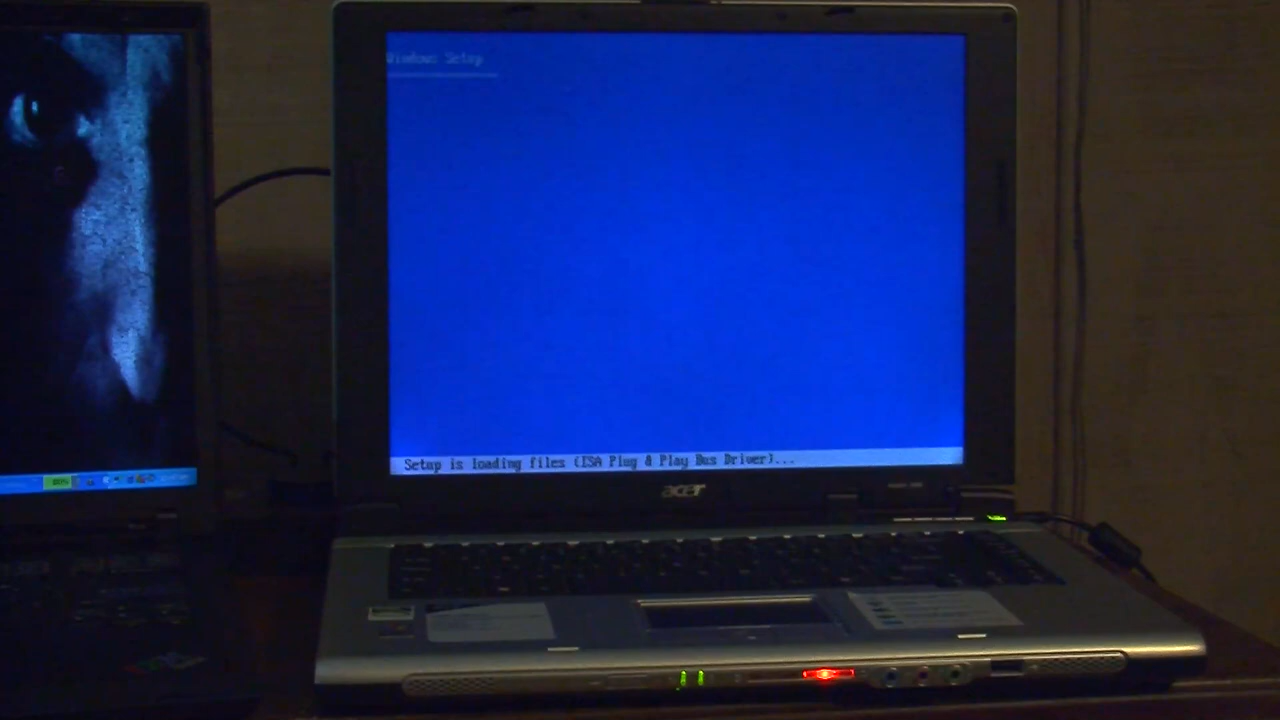 Windows Setup
Setup is loading files (ISA Plug & Play Bus Driver)...
acer